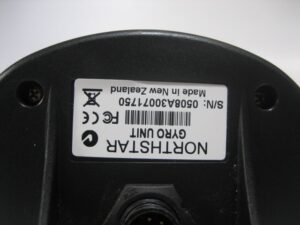 NORTHSTAR
GYRO UNIT
FC CE
S/N: 0508A30071750
Made in New Zealand